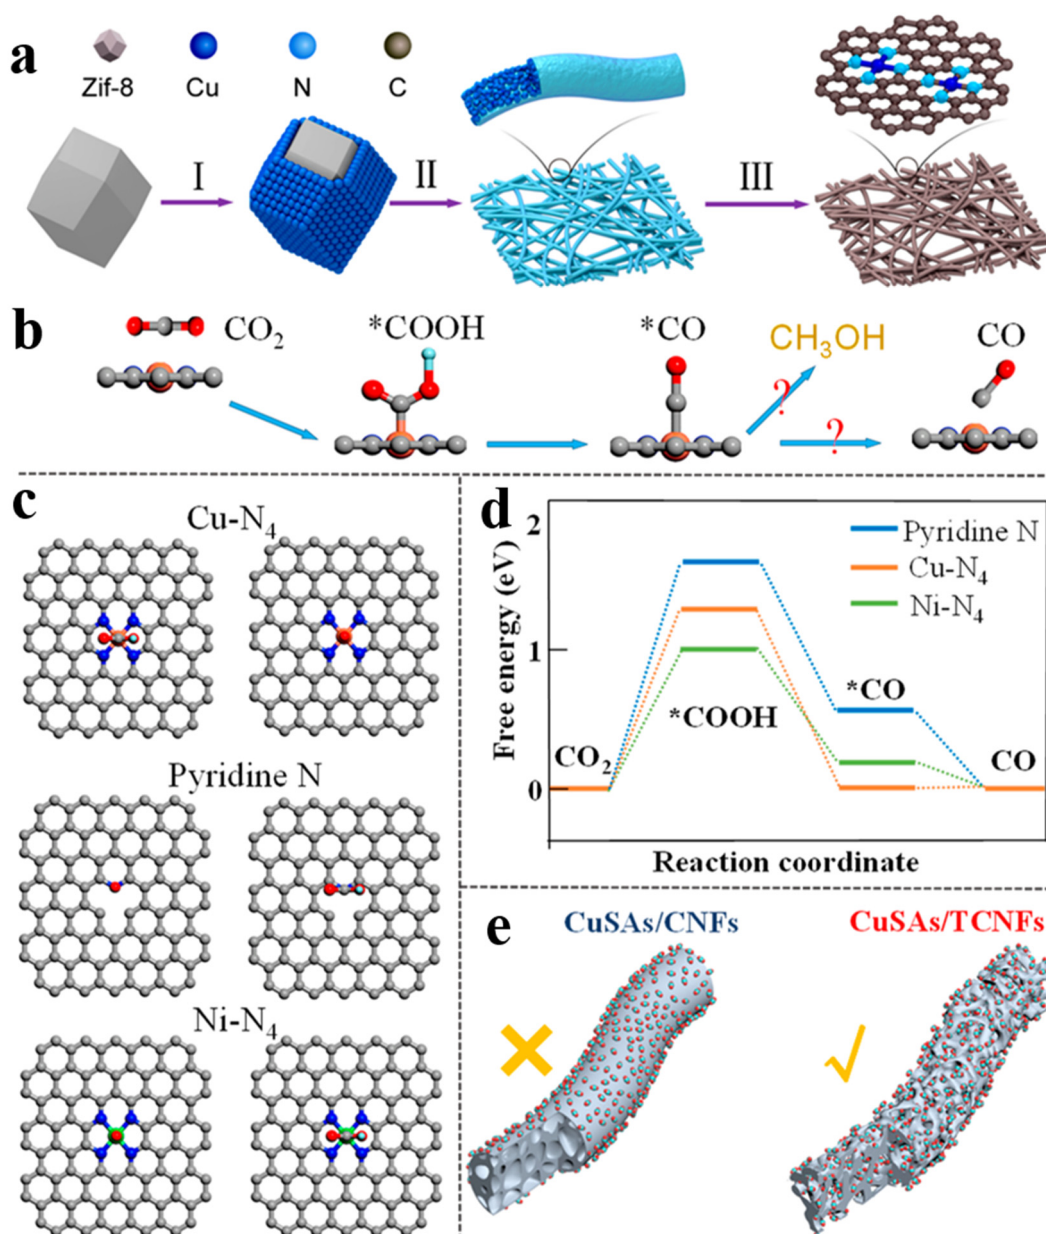 a
Zif-8 Cu N C
I
II
III
b
CO₂
*COOH
*CO
CH₃OH
CO
?
?
c
Cu-N₄
Pyridine N
Ni-N₄
d
Free energy (eV)
2
1
0
Pyridine N
Cu-N₄
Ni-N₄
CO₂
*COOH
*CO
CO
Reaction coordinate
e
CuSAs/CNFs
CuSAs/TCNFs